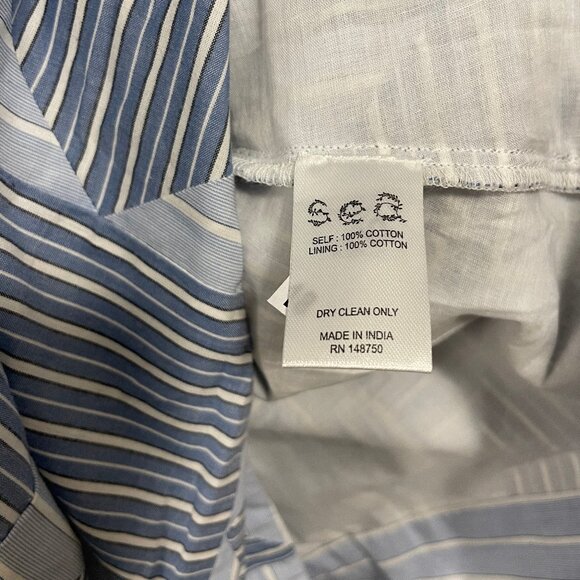 sea
SELF : 100% COTTON
LINING : 100% COTTON
DRY CLEAN ONLY
MADE IN INDIA
RN 148750